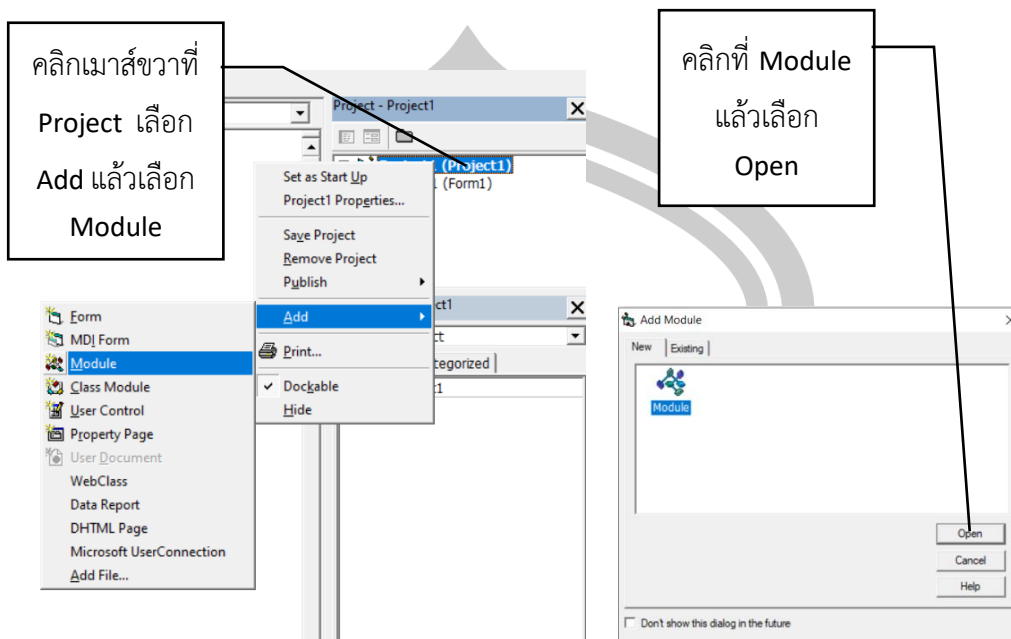 คลิกเมาส์ขวาที่
Project เลือก
Add แล้วเลือก
Module
คลิกที่ Module
แล้วเลือก
Open
Project - Project1
(Project1)
(Form1)
Set as Start Up
Project1 Properties...
Save Project
Remove Project
Publish
Add
Print...
Dockable
Hide
Form
MDI Form
Module
Class Module
User Control
Property Page
User Document
WebClass
Data Report
DHTML Page
Microsoft UserConnection
Add File...
ct1
ct
tegorized
t1
Add Module
New
Existing
Module
Open
Cancel
Help
Don't show this dialog in the future